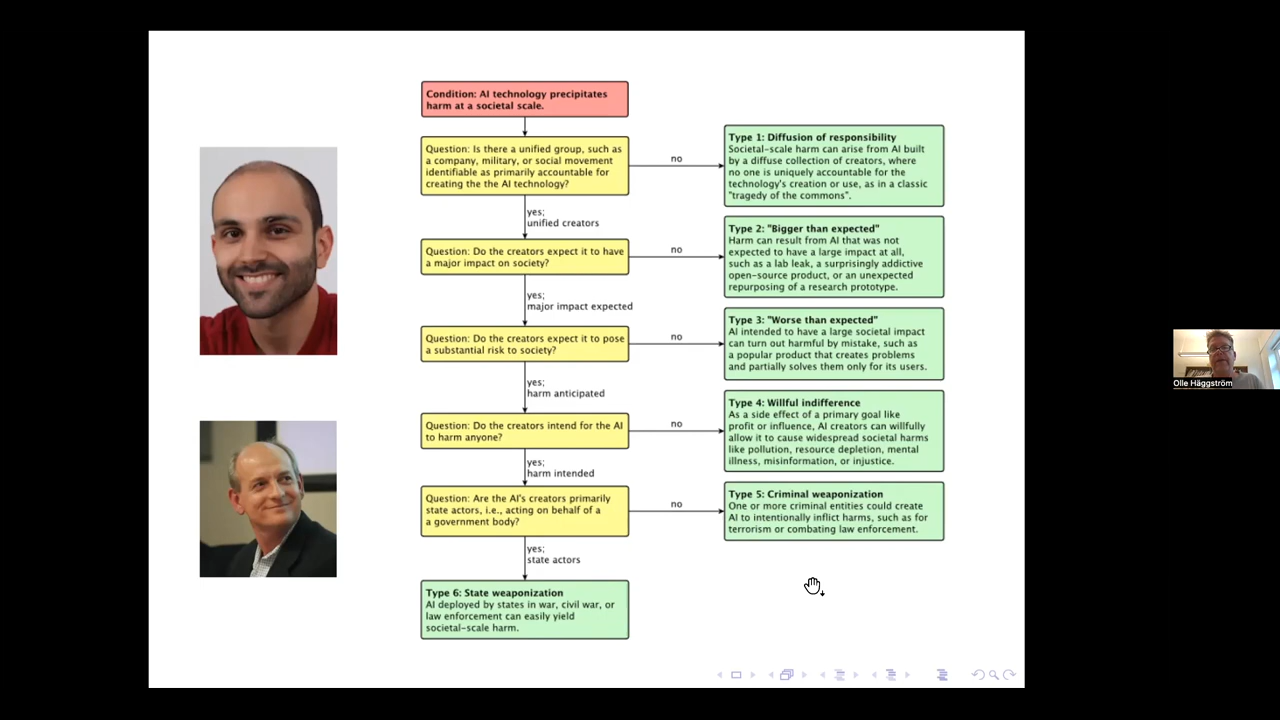 Condition: AI technology precipitates
harm at a societal scale.
Question: Is there a unified group, such as
a company, military, or social movement
identifiable as primarily accountable for
creating the the AI technology?
no
Type 1: Diffusion of responsibility
Societal-scale harm can arise from AI built
by a diffuse collection of creators, where
no one is uniquely accountable for the
technology's creation or use, as in a classic
"tragedy of the commons".
yes;
unified creators
Question: Do the creators expect it to have
a major impact on society?
no
Type 2: "Bigger than expected"
Harm can result from AI that was not
expected to have a large impact at all,
such as a lab leak, a surprisingly addictive
open-source product, or an unexpected
repurposing of a research prototype.
yes;
major impact expected
Question: Do the creators expect it to pose
a substantial risk to society?
no
Type 3: "Worse than expected"
AI intended to have a large societal impact
can turn out harmful by mistake, such as
a popular product that creates problems
and partially solves them only for its users.
yes;
harm anticipated
Question: Do the creators intend for the AI
to harm anyone?
no
Type 4: Willful indifference
As a side effect of a primary goal like
profit or influence, AI creators can willfully
allow it to cause widespread societal harms
like pollution, resource depletion, mental
illness, misinformation, or injustice.
yes;
harm intended
Question: Are the AI's creators primarily
state actors, i.e., acting on behalf of a
a government body?
no
Type 5: Criminal weaponization
One or more criminal entities could create
AI to intentionally inflict harms, such as for
terrorism or combating law enforcement.
yes;
state actors
Type 6: State weaponization
AI deployed by states in war, civil war, or
law enforcement can easily yield
societal-scale harm.
Olle Häggström